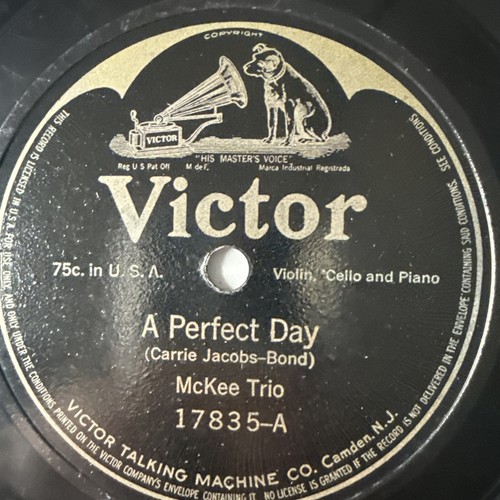 COPYRIGHT
VICTOR
"HIS MASTER'S VOICE"
Reg U S Pat Off M de F. Marca Industrial Registrada
Victor
75c. in U. S. A.
Violin, 'Cello and Piano
A Perfect Day
(Carrie Jacobs-Bond)
McKee Trio
17835-A
VICTOR TALKING MACHINE CO. Camden, N.J.
THIS RECORD IS LICENSED IN U.S.A. FOR USE ONLY AND ONLY UNDER THE CONDITIONS PRINTED ON THE VICTOR COMPANY'S ENVELOPE CONTAINING IT. NO LICENSE IS GRANTED IF THE RECORD IS NOT DELIVERED IN THE ENVELOPE CONTAINING SAID CONDITIONS. SEE CONDITIONS